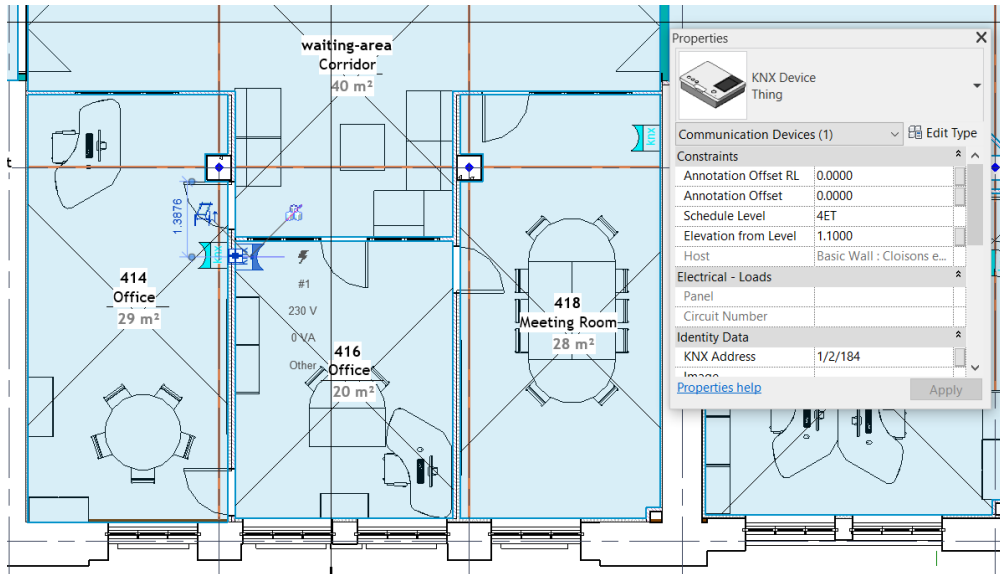 waiting-area
Corridor
40 m²
knx
1.3876
knx
knx
414
Office
29 m²
#1
230 V
0 VA
Other
416
Office
20 m²
418
Meeting Room
28 m²
t
Properties
KNX Device
Thing
Communication Devices (1)
Edit Type
Constraints
Annotation Offset RL 0.0000
Annotation Offset 0.0000
Schedule Level 4ET
Elevation from Level 1.1000
Host Basic Wall : Cloisons e...
Electrical - Loads
Panel
Circuit Number
Identity Data
KNX Address 1/2/184
Image
Properties help
Apply